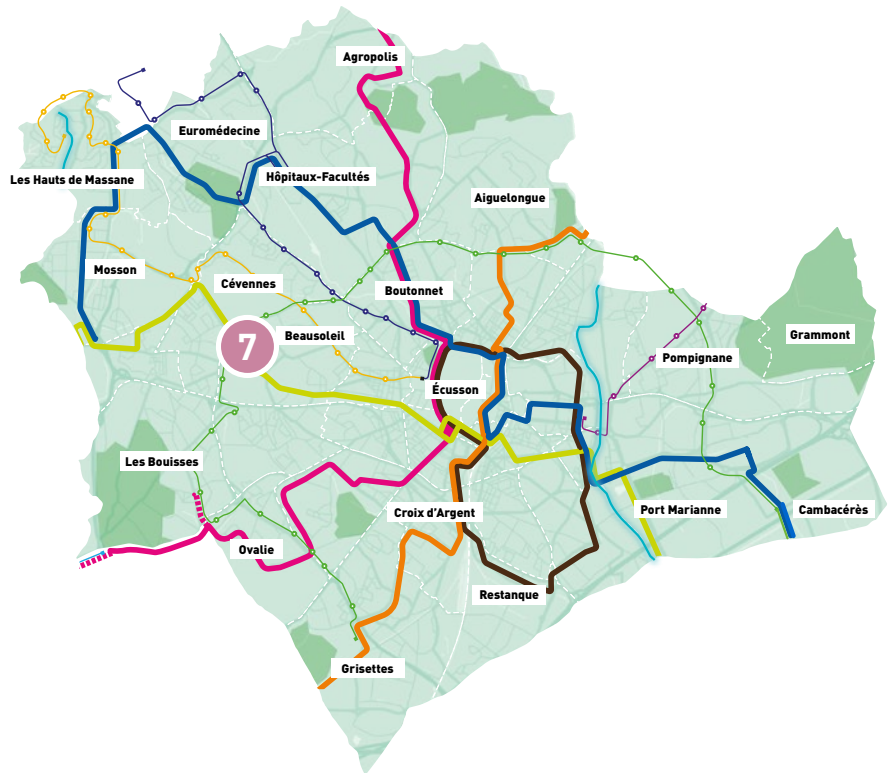 Agropolis
Euromédecine
Les Hauts de Massane
Hôpitaux-Facultés
Aiguelongue
Mosson
Cévennes
Boutonnet
7
Beausoleil
Grammont
Pompignane
Écusson
Les Bouisses
Croix d’Argent
Port Marianne
Cambacérès
Ovalie
Restanque
Grisettes